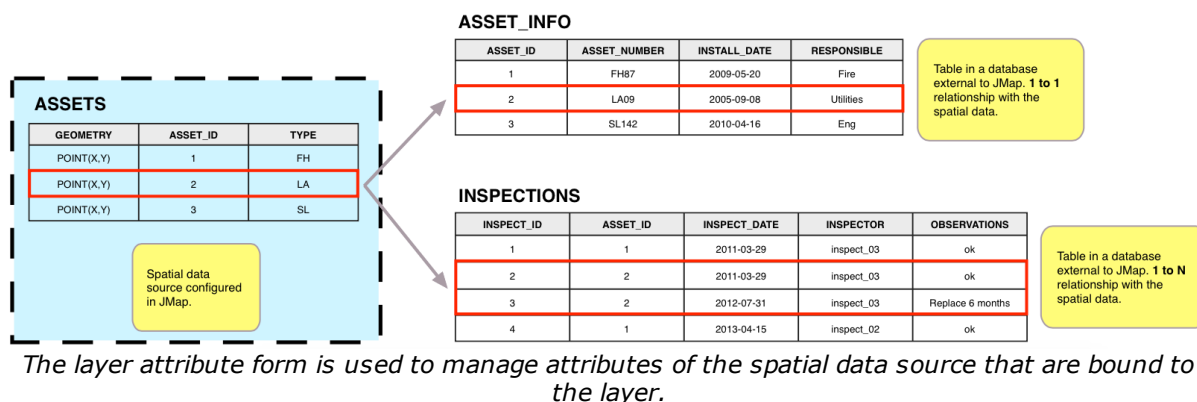 ASSET_INFO
ASSET_ID ASSET_NUMBER INSTALL_DATE RESPONSIBLE
1 FH87 2009-05-20 Fire
2 LA09 2005-09-08 Utilities
3 SL142 2010-04-16 Eng
Table in a database
external to JMap. 1 to 1
relationship with the
spatial data.
ASSETS
GEOMETRY ASSET_ID TYPE
POINT(X,Y) 1 FH
POINT(X,Y) 2 LA
POINT(X,Y) 3 SL
Spatial data
source configured
in JMap.
INSPECTIONS
INSPECT_ID ASSET_ID INSPECT_DATE INSPECTOR OBSERVATIONS
1 1 2011-03-29 inspect_03 ok
2 2 2011-03-29 inspect_03 ok
3 2 2012-07-31 inspect_03 Replace 6 months
4 1 2013-04-15 inspect_02 ok
Table in a database
external to JMap. 1 to N
relationship with the
spatial data.
The layer attribute form is used to manage attributes of the spatial data source that are bound to
the layer.